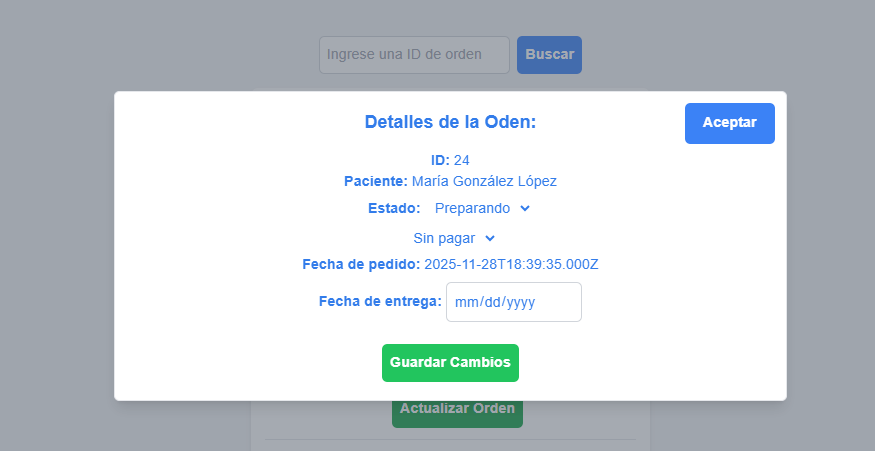 Ingrese una ID de orden Buscar
Detalles de la Oden: Aceptar
ID: 24
Paciente: María González López
Estado: Preparando
Sin pagar
Fecha de pedido: 2025-11-28T18:39:35.000Z
Fecha de entrega: mm/dd/yyyy
Guardar Cambios
Actualizar Orden